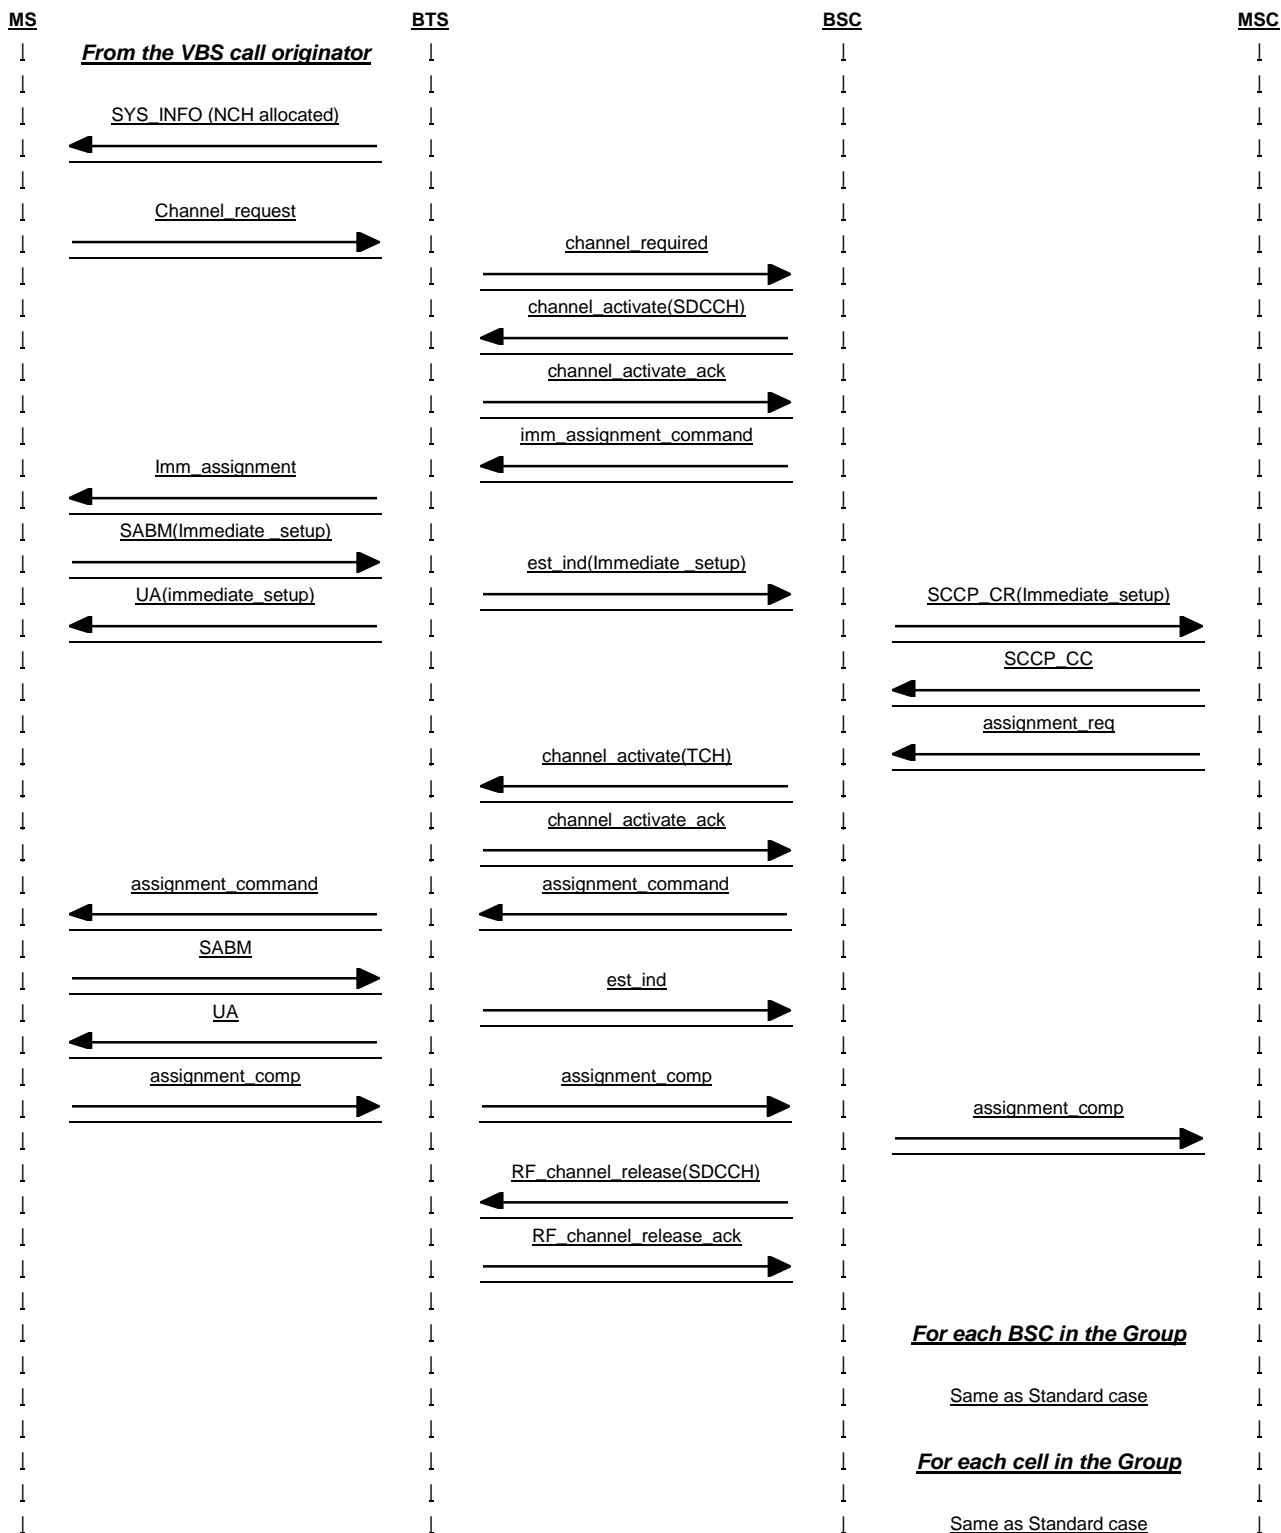 MS BTS BSC MSC
From the VBS call originator
SYS_INFO (NCH allocated)
Channel_request
channel_required
channel_activate(SDCCH)
channel_activate_ack
imm_assignment_command
Imm_assignment
SABM(Immediate _setup)
est_ind(Immediate _setup)
UA(immediate_setup)
SCCP_CR(Immediate_setup)
SCCP_CC
assignment_req
channel_activate(TCH)
channel_activate_ack
assignment_command
assignment_command
SABM
est_ind
UA
assignment_comp
assignment_comp
assignment_comp
RF_channel_release(SDCCH)
RF_channel_release_ack
For each BSC in the Group
Same as Standard case
For each cell in the Group
Same as Standard case